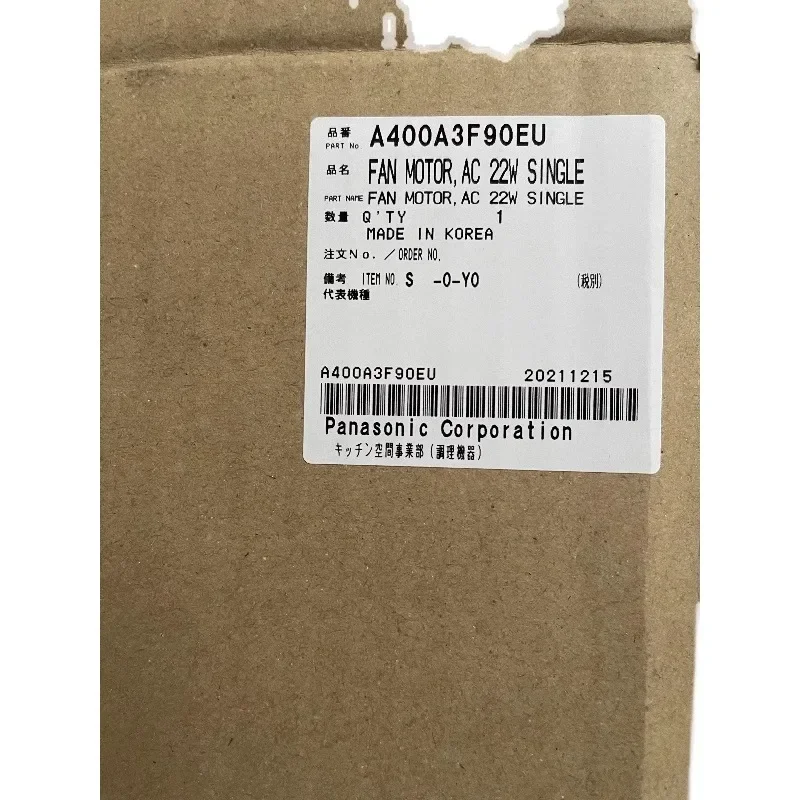 品番
PART No. A400A3F90EU
品名 FAN MOTOR,AC 22W SINGLE
PART NAME FAN MOTOR,AC 22W SINGLE
数量 Q'TY 1
MADE IN KOREA
注文No. /ORDER NO.
備考 ITEM NO. S -0-Y0 (税別)
代表機種
A400A3F90EU 20211215
Panasonic Corporation
キッチン空間事業部(調理機器)